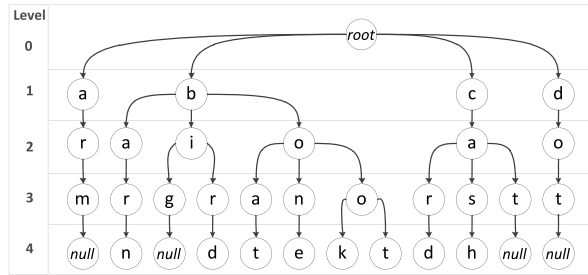 Level
0 root
1 a b c d
2 r a i o a o
3 m r g r a n o r s t t
4 null n null d t e k t d h null null